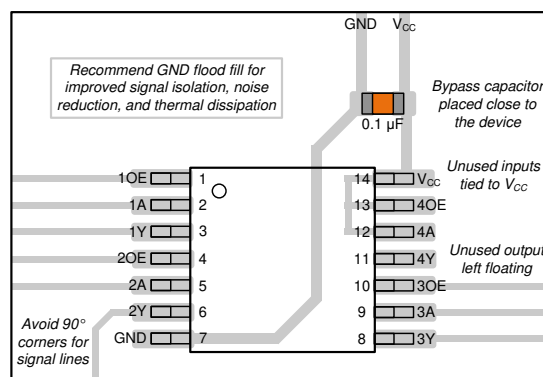 GND VCC
Recommend GND flood fill for
improved signal isolation, noise
reduction, and thermal dissipation
0.1 µF
Bypass capacitor
placed close to
the device
Unused inputs
tied to VCC
Unused output
left floating
Avoid 90°
corners for
signal lines
1OE 1 14 VCC
1A 2 13 4OE
1Y 3 12 4A
2OE 4 11 4Y
2A 5 10 3OE
2Y 6 9 3A
GND 7 8 3Y